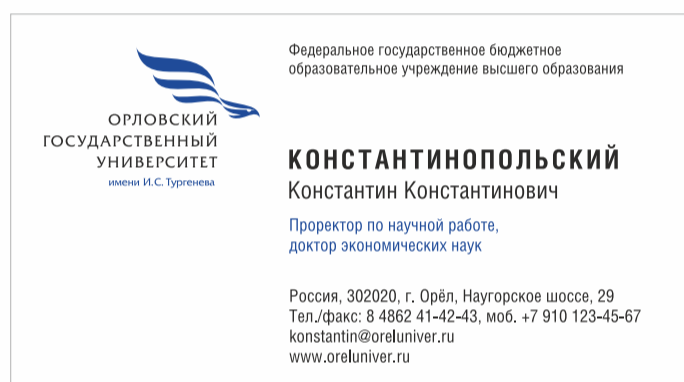 ОРЛОВСКИЙ
ГОСУДАРСТВЕННЫЙ
УНИВЕРСИТЕТ
имени И.С. Тургенева
Федеральное государственное бюджетное
образовательное учреждение высшего образования
КОНСТАНТИНОПОЛЬСКИЙ
Константин Константинович
Проректор по научной работе,
доктор экономических наук
Россия, 302020, г. Орёл, Наугорское шоссе, 29
Тел./факс: 8 4862 41-42-43, моб. +7 910 123-45-67
konstantin@oreluniver.ru
www.oreluniver.ru